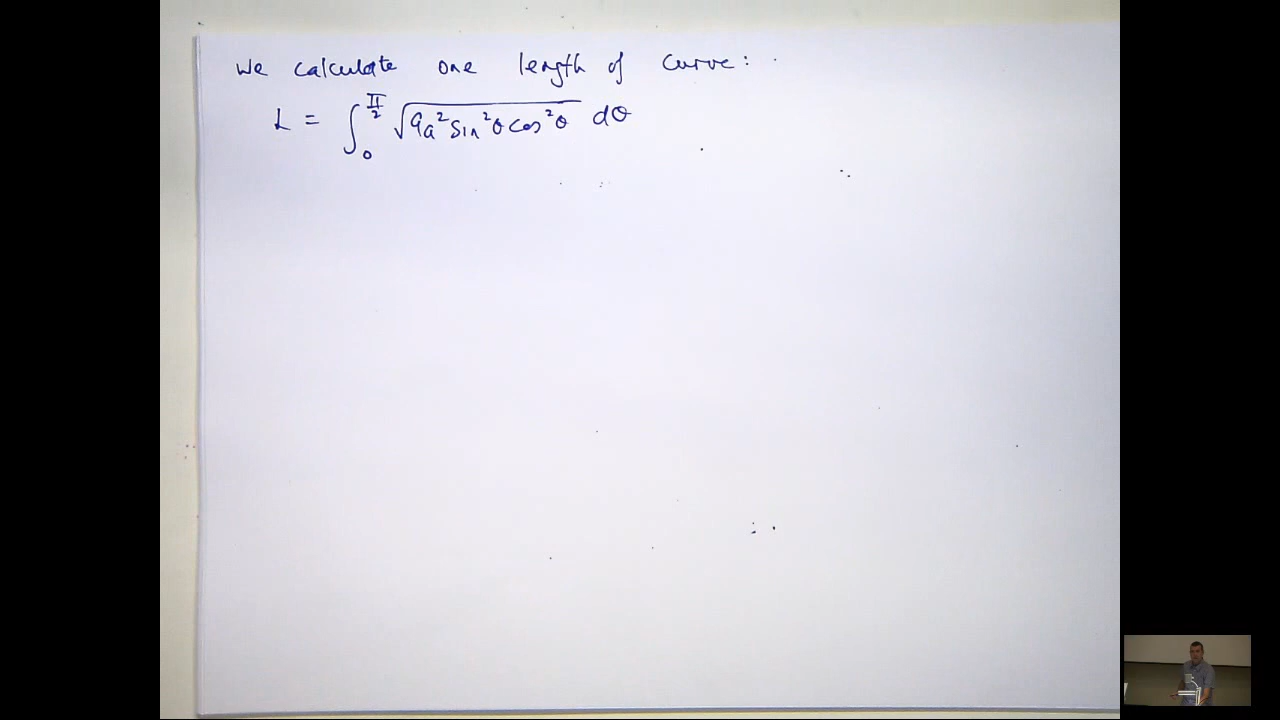 We calculate one length of curve:
L = ∫₀^{π/2} √(9a² sin²θ cos²θ) dθ